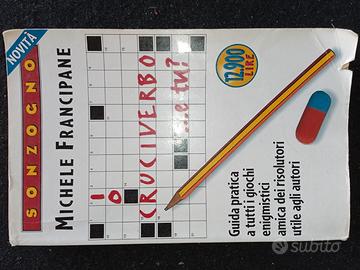 NOVITÀ
SONZOGNO
MICHELE FRANCIPANE
IO
CRUCIVERBO
...e tu?
12.900
LIRE
Guida pratica
a tutti i giochi
enigmistici
amica dei risolutori
utile agli autori
subito